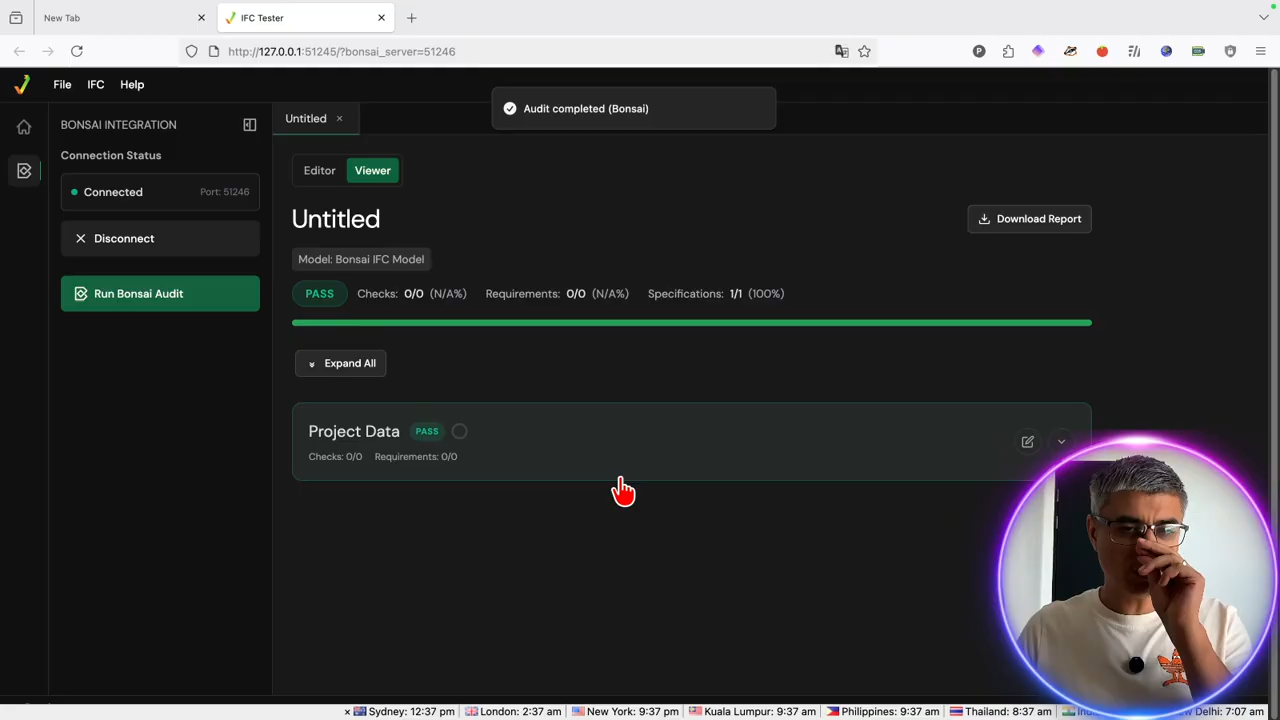 New Tab
IFC Tester
http://127.0.0.1:51245/?bonsai_server=51246
File IFC Help
Audit completed (Bonsai)
BONSAI INTEGRATION
Untitled
Connection Status
Connected
Port: 51246
Disconnect
Run Bonsai Audit
Editor
Viewer
Untitled
Download Report
Model: Bonsai IFC Model
PASS Checks: 0/0 (N/A%) Requirements: 0/0 (N/A%) Specifications: 1/1 (100%)
Expand All
Project Data PASS
Checks: 0/0 Requirements: 0/0
Sydney: 12:37 pm London: 2:37 am New York: 9:37 pm Kuala Lumpur: 9:37 am Philippines: 9:37 am Thailand: 8:37 am Delhi: 7:07 am